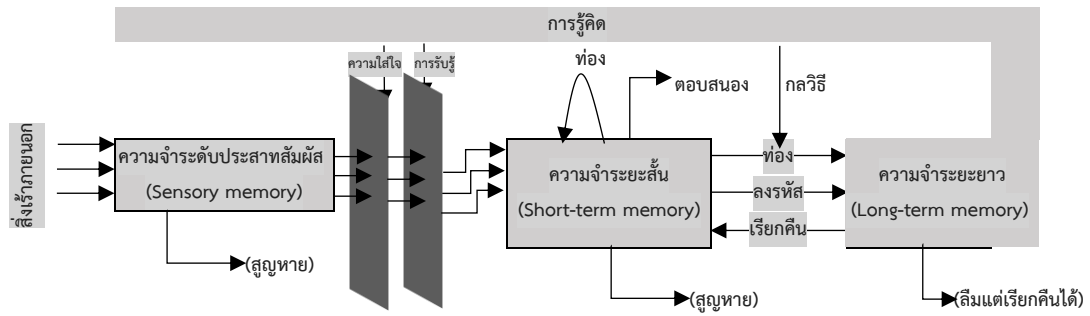 การรู้คิด
ความใส่ใจ
การรับรู้
ท่อง
ตอบสนอง
กลวิธี
สิ่งเร้าภายนอก
ความจำระดับประสาทสัมผัส
(Sensory memory)
ความจำระยะสั้น
(Short-term memory)
ท่อง
ลงรหัส
เรียกคืน
ความจำระยะยาว
(Long-term memory)
(สูญหาย)
(สูญหาย)
(ลืมแต่เรียกคืนได้)